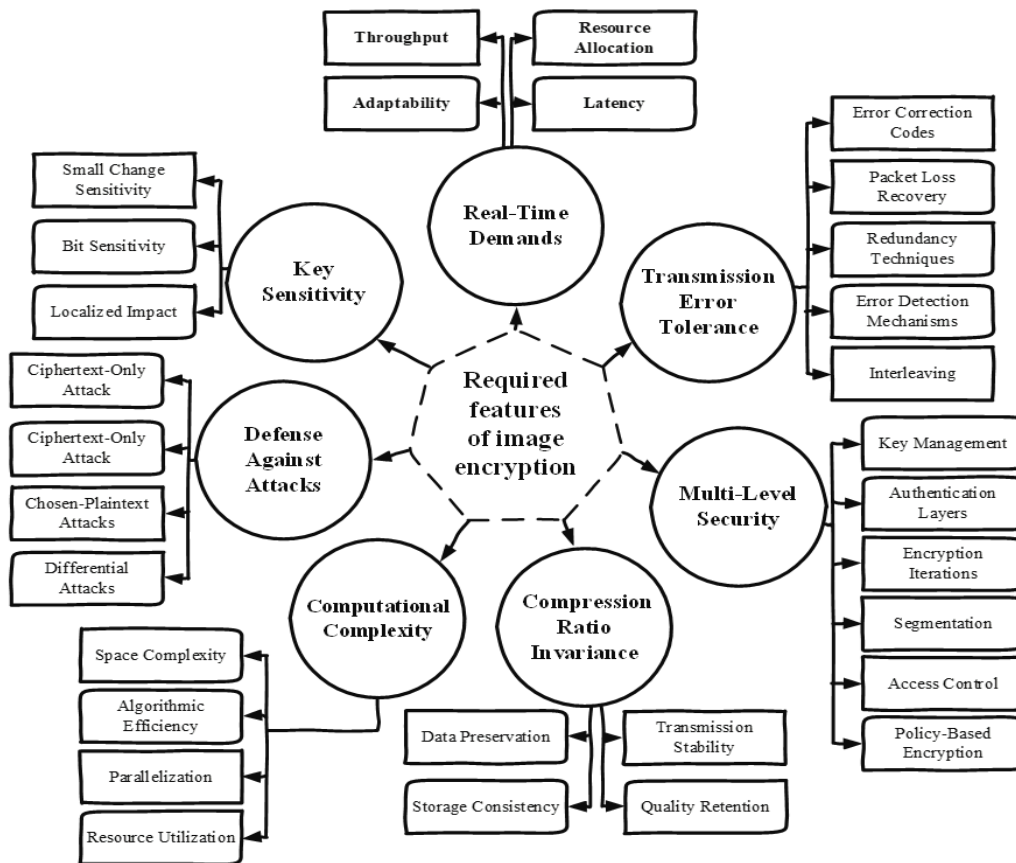 Throughput
Resource
Allocation
Adaptability
Latency
Real-Time
Demands
Error Correction
Codes
Packet Loss
Recovery
Redundancy
Techniques
Error Detection
Mechanisms
Interleaving
Transmission
Error
Tolerance
Small Change
Sensitivity
Bit Sensitivity
Localized Impact
Key
Sensitivity
Required
features
of image
encryption
Ciphertext-Only
Attack
Ciphertext-Only
Attack
Chosen-Plaintext
Attacks
Differential
Attacks
Defense
Against
Attacks
Multi-Level
Security
Key Management
Authentication
Layers
Encryption
Iterations
Segmentation
Access Control
Policy-Based
Encryption
Computational
Complexity
Space Complexity
Algorithmic
Efficiency
Parallelization
Resource Utilization
Compression
Ratio
Invariance
Data Preservation
Transmission
Stability
Storage Consistency
Quality Retention